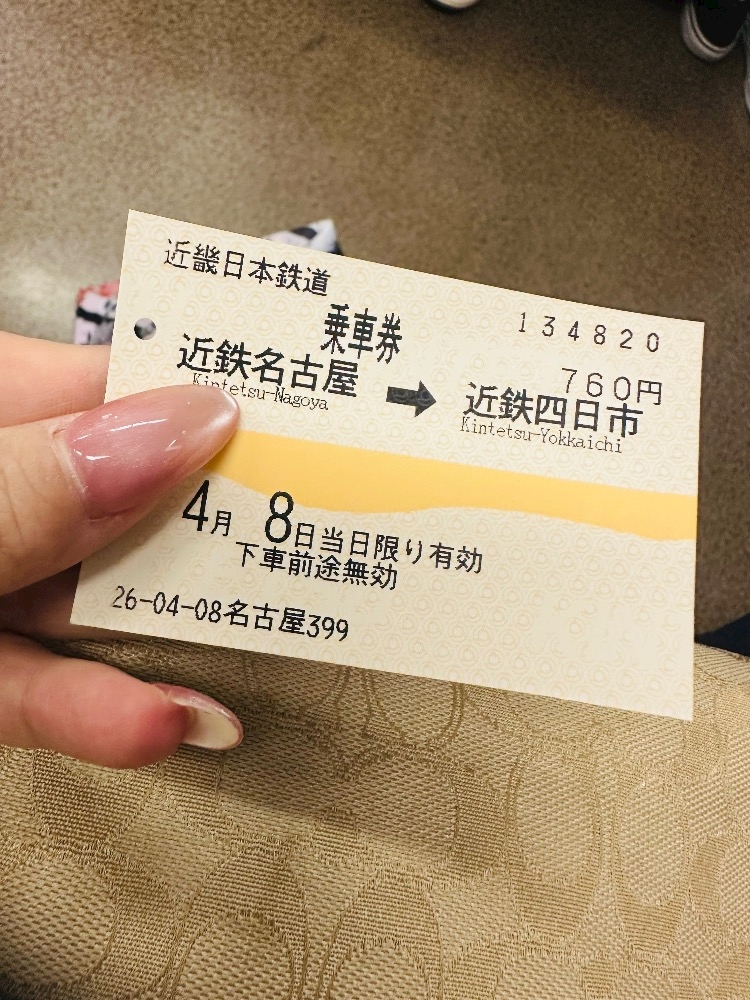 近畿日本鉄道
134820
乗車券
760円
近鉄名古屋 ➡ 近鉄四日市
Kintetsu-Nagoya Kintetsu-Yokkaichi
4月 8日当日限り有効
下車前途無効
26-04-08名古屋399